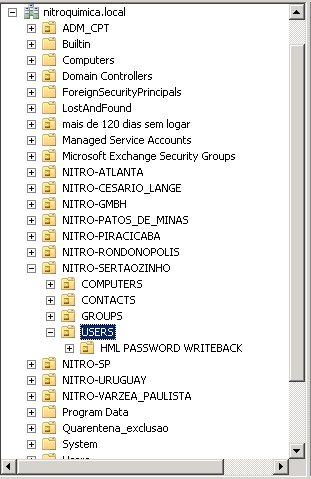 nitroquimica.local
ADM_CPT
Builtin
Computers
Domain Controllers
ForeignSecurityPrincipals
LostAndFound
mais de 120 dias sem logar
Managed Service Accounts
Microsoft Exchange Security Groups
NITRO-ATLANTA
NITRO-CESARIO_LANGE
NITRO-GMBH
NITRO-PATOS_DE_MINAS
NITRO-PIRACICABA
NITRO-RONDONOPOLIS
NITRO-SERTAOZINHO
COMPUTERS
CONTACTS
GROUPS
USERS
HML PASSWORD WRITEBACK
NITRO-SP
NITRO-URUGUAY
NITRO-VARZEA_PAULISTA
Program Data
Quarentena_exclusao
System